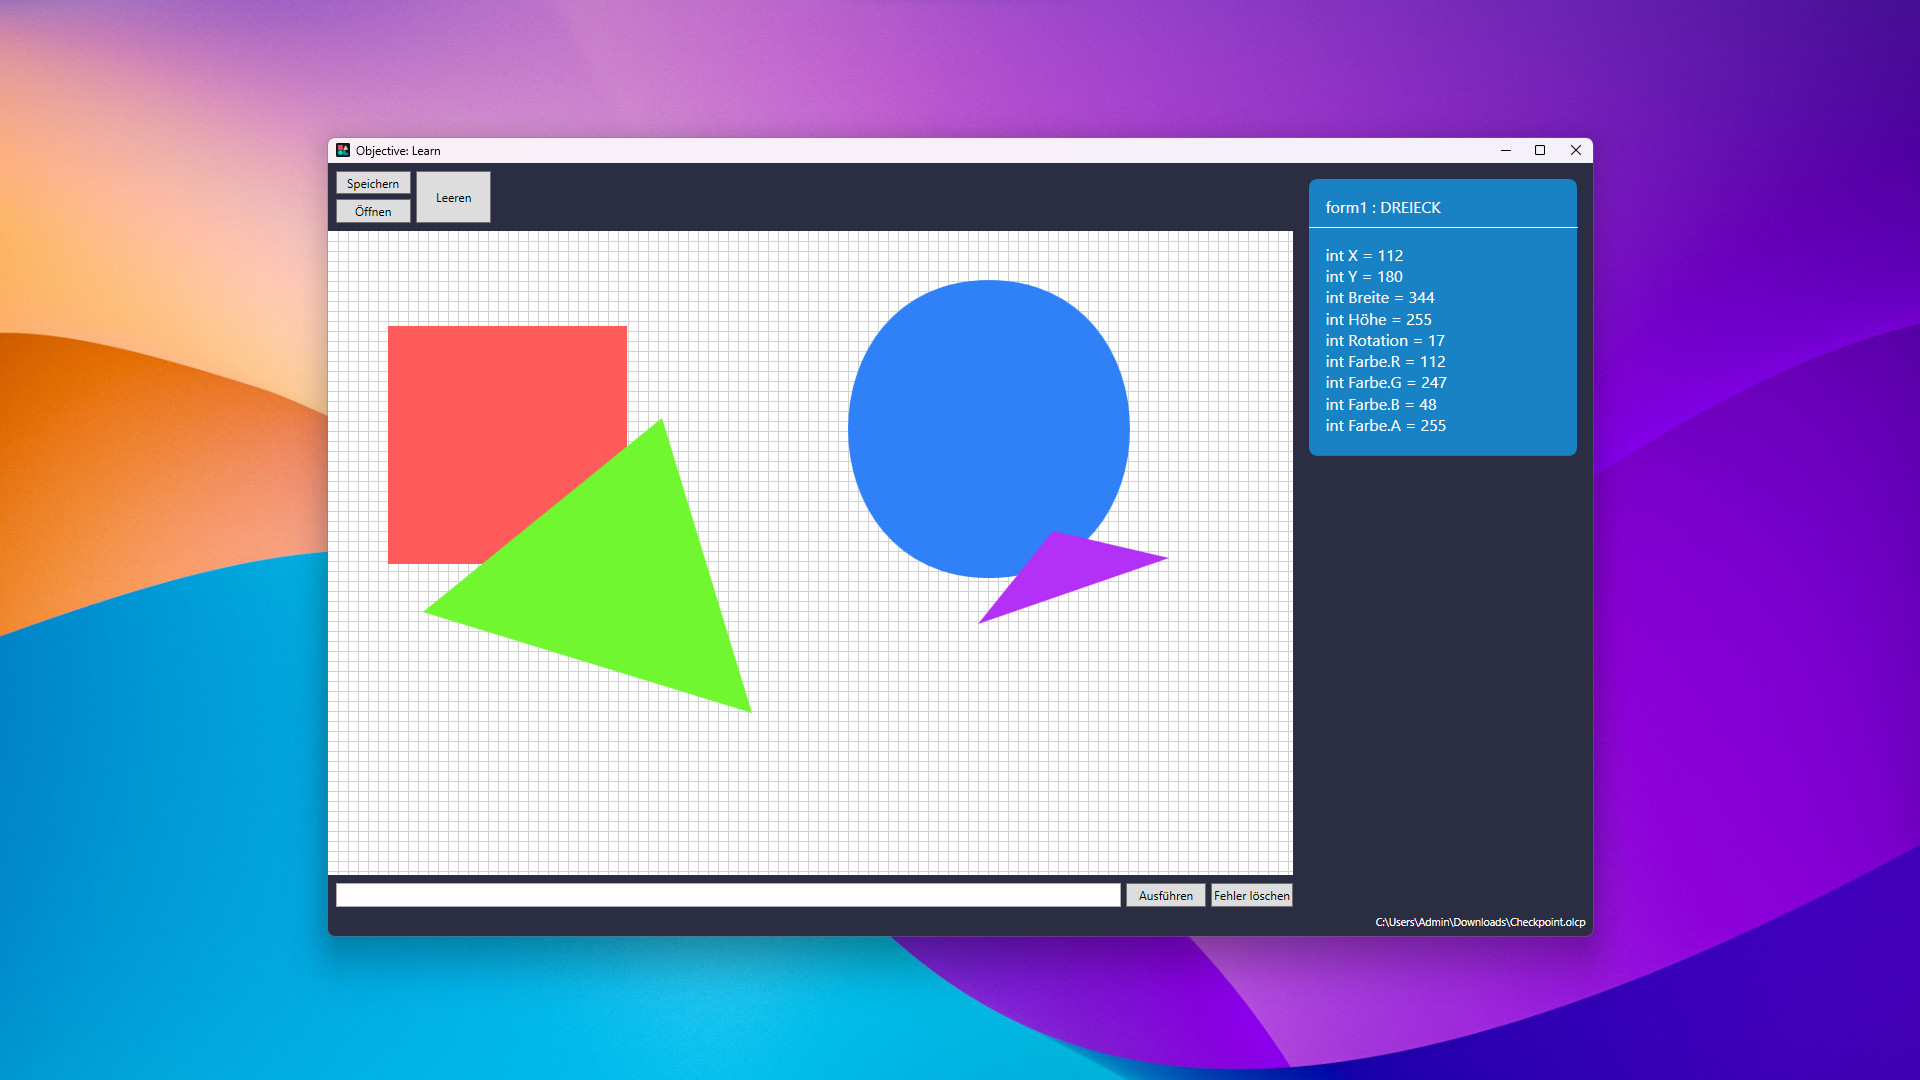 Objective: Learn
Speichern
Öffnen
Leeren
form1 : DREIECK
int X = 112
int Y = 180
int Breite = 344
int Höhe = 255
int Rotation = 17
int Farbe.R = 112
int Farbe.G = 247
int Farbe.B = 48
int Farbe.A = 255
Ausführen
Fehler löschen
C:\Users\Admin\Downloads\Checkpoint.olcp